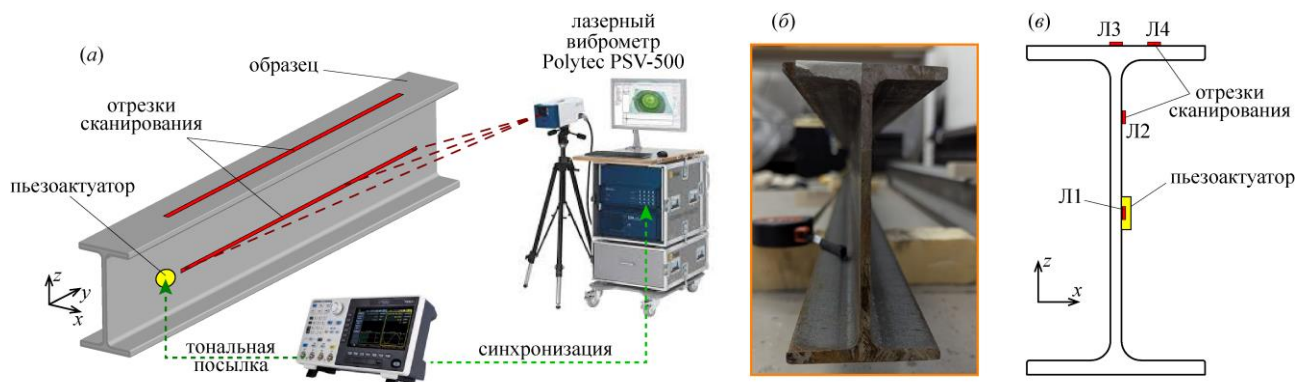 (а)
образец
отрезки
сканирования
пьезоактуатор
z
y
x
тональная
посылка
синхронизация
лазерный
виброметр
Polytec PSV-500
(б)
(в)
Л3
Л4
отрезки
сканирования
Л2
Л1
пьезоактуатор
z
x